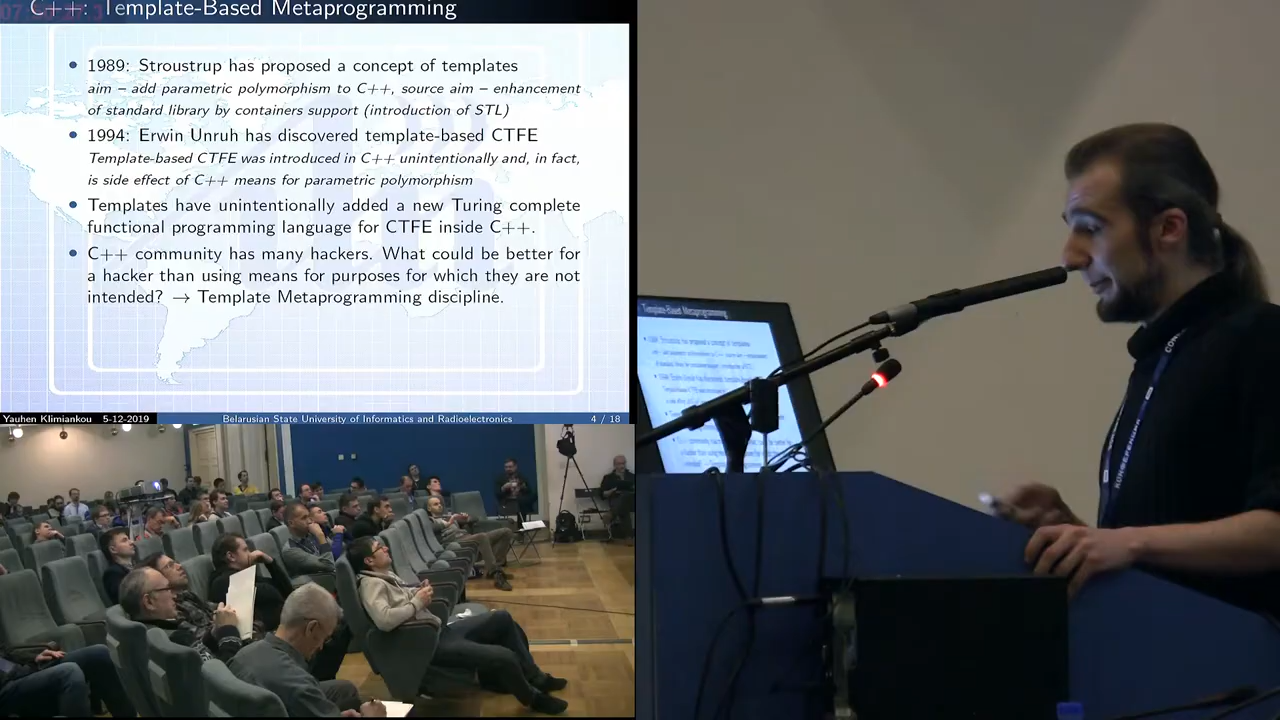 C++: Template-Based Metaprogramming
1989: Stroustrup has proposed a concept of templates
aim – add parametric polymorphism to C++, source aim – enhancement
of standard library by containers support (introduction of STL)
1994: Erwin Unruh has discovered template-based CTFE
Template-based CTFE was introduced in C++ unintentionally and, in fact,
is side effect of C++ means for parametric polymorphism
Templates have unintentionally added a new Turing complete
functional programming language for CTFE inside C++.
C++ community has many hackers. What could be better for
a hacker than using means for purposes for which they are not
intended? → Template Metaprogramming discipline.
Yauhen Klimiankou 5-12-2019 Belarusian State University of Informatics and Radioelectronics 4 / 18
Template-Based Metaprogramming